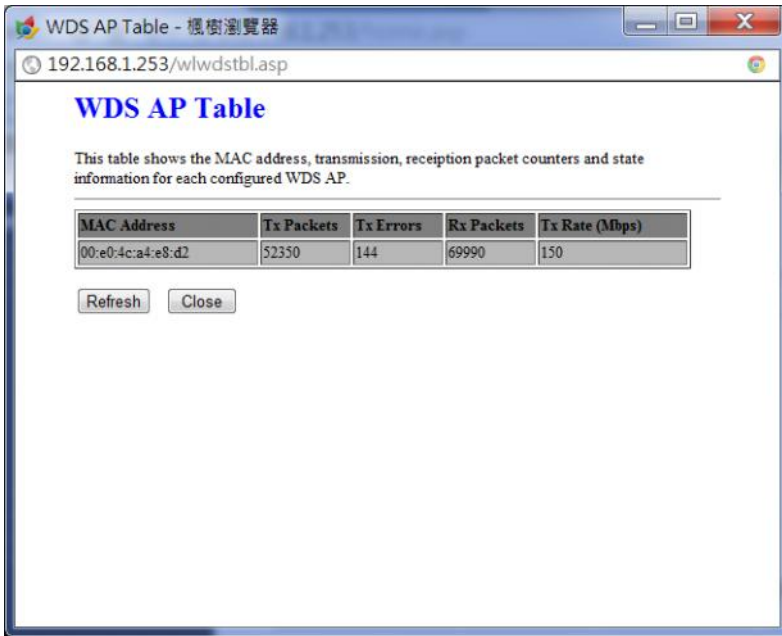 WDS AP Table - 楓樹瀏覽器
192.168.1.253/wlwdstbl.asp
WDS AP Table
This table shows the MAC address, transmission, receiption packet counters and state
information for each configured WDS AP.
MAC Address Tx Packets Tx Errors Rx Packets Tx Rate (Mbps)
00:e0:4c:a4:e8:d2 52350 144 69990 150
Refresh Close